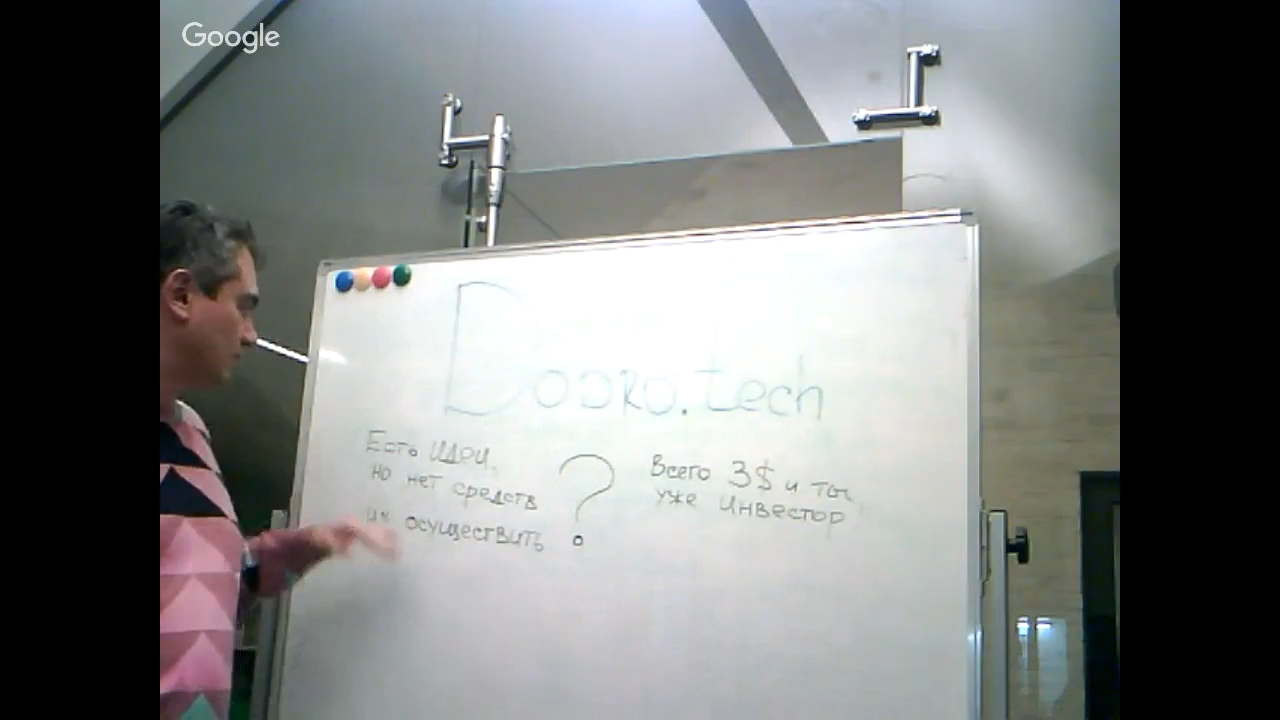 Google
Dobro.tech
Есть идеи,
но нет средств
их осуществить
?
Всего 3$ и ты
уже инвестор